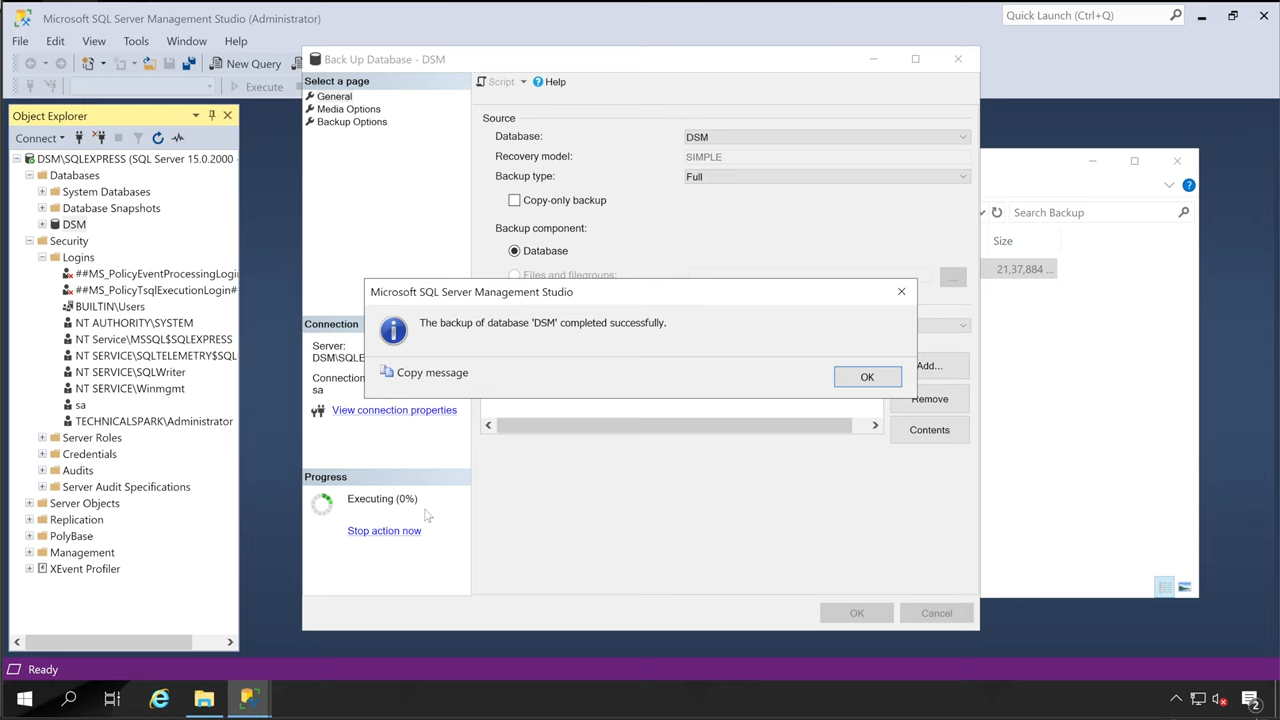 Microsoft SQL Server Management Studio (Administrator)
Quick Launch (Ctrl+Q)
File Edit View Tools Window Help
New Query
Execute
Object Explorer
Connect
DSM\SQLEXPRESS (SQL Server 15.0.2000
Databases
System Databases
Database Snapshots
DSM
Security
Logins
##MS_PolicyEventProcessingLogi
##MS_PolicyTsqlExecutionLogin#
BUILTIN\Users
NT AUTHORITY\SYSTEM
NT Service\MSSQL$SQLEXPRESS
NT SERVICE\SQLTELEMETRY$SQL
NT SERVICE\SQLWriter
NT SERVICE\Winmgmt
sa
TECHNICALSPARK\Administrator
Server Roles
Credentials
Audits
Server Audit Specifications
Server Objects
Replication
PolyBase
Management
XEvent Profiler
Back Up Database - DSM
Select a page
General
Media Options
Backup Options
Script
Help
Source
Database: DSM
Recovery model: SIMPLE
Backup type: Full
Copy-only backup
Backup component:
Database
Files and filegroups:
...
Microsoft SQL Server Management Studio
The backup of database 'DSM' completed successfully.
Copy message
OK
Connection
Server:
DSM\SQLE
Connection
sa
View connection properties
Add...
Remove
Contents
Progress
Executing (0%)
Stop action now
OK Cancel
Search Backup
Size
21,37,884 ...
Ready
2